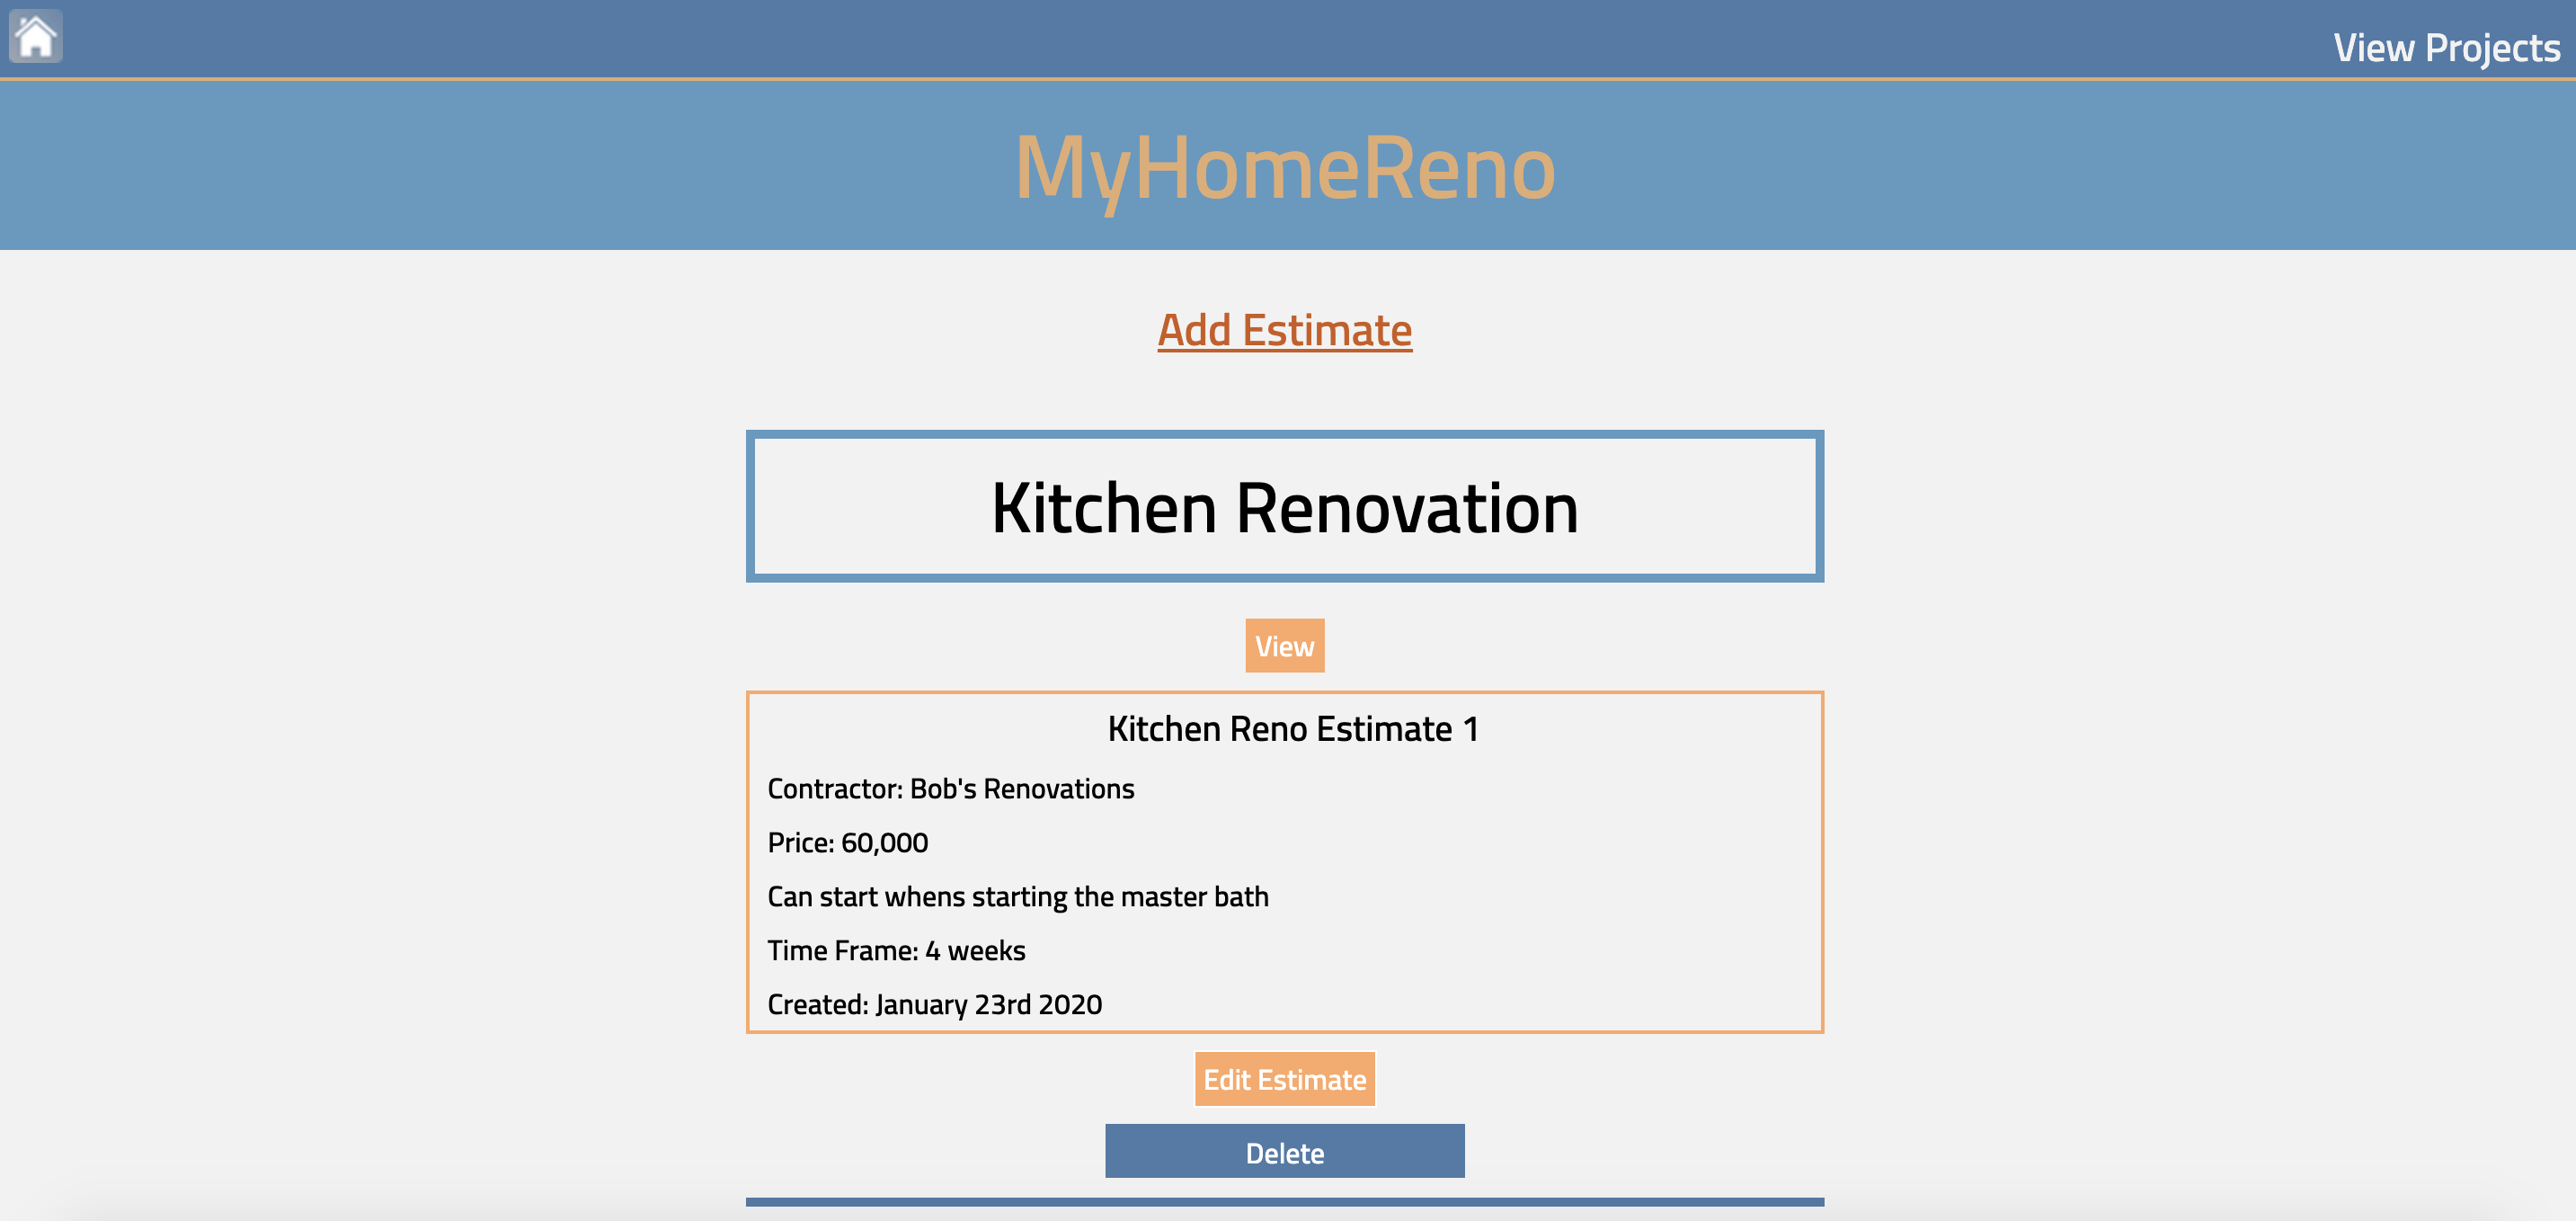 View Projects
MyHomeReno
Add Estimate
Kitchen Renovation
View
Kitchen Reno Estimate 1
Contractor: Bob's Renovations
Price: 60,000
Can start whens starting the master bath
Time Frame: 4 weeks
Created: January 23rd 2020
Edit Estimate
Delete